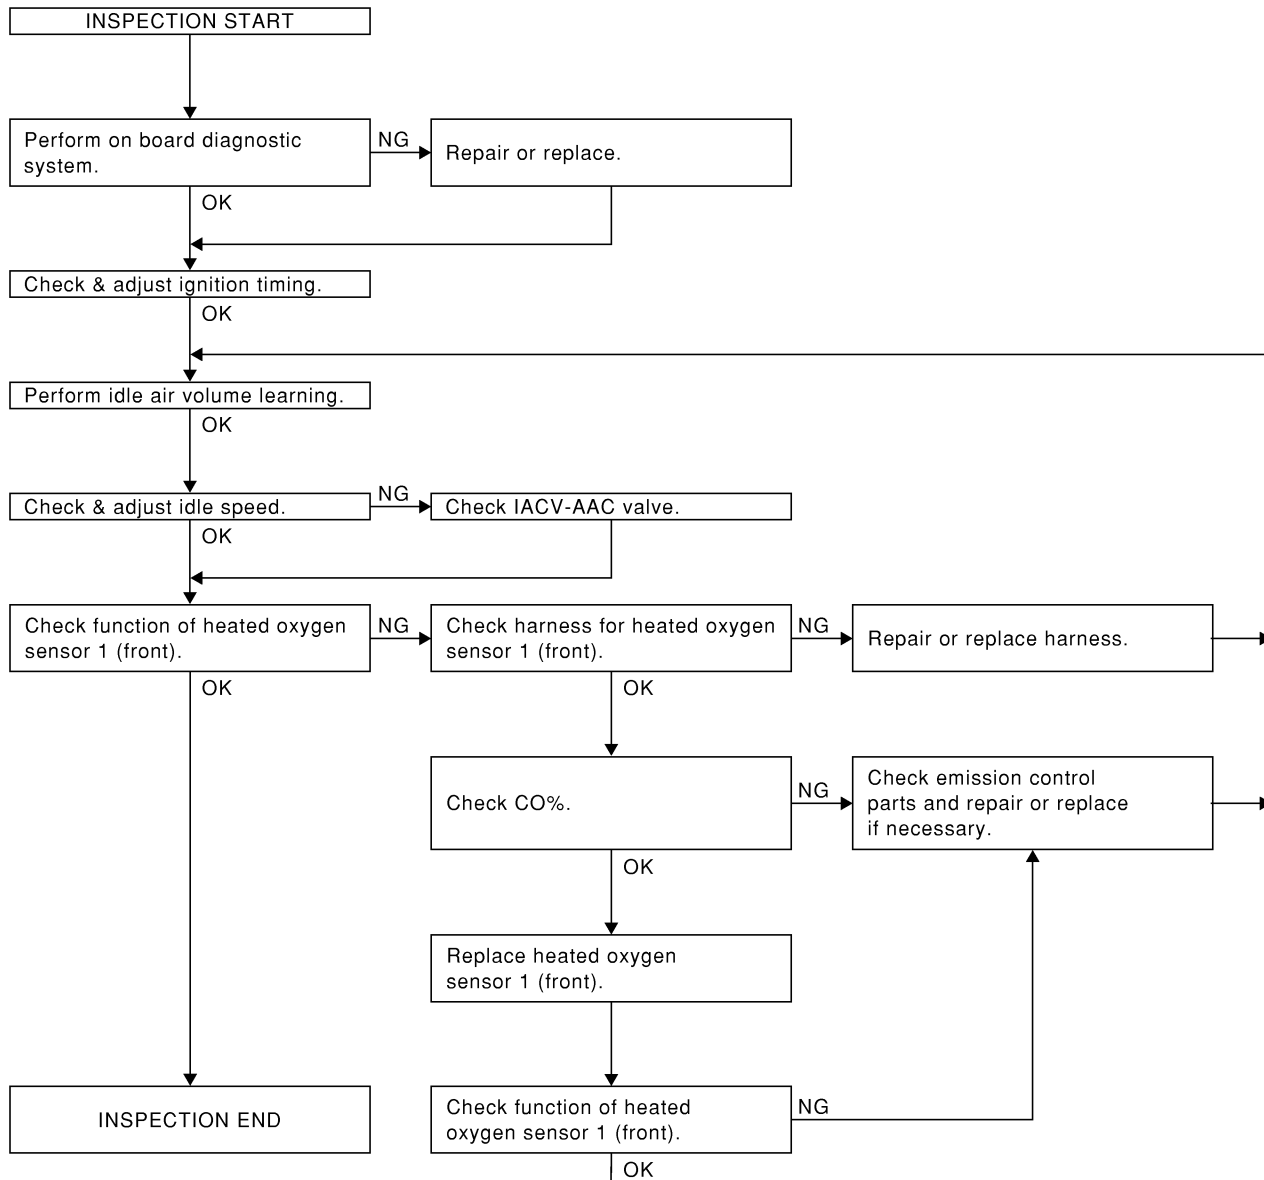 INSPECTION START
Perform on board diagnostic
system.
NG
Repair or replace.
OK
Check & adjust ignition timing.
OK
Perform idle air volume learning.
OK
Check & adjust idle speed.
NG
Check IACV-AAC valve.
OK
Check function of heated oxygen
sensor 1 (front).
NG
Check harness for heated oxygen
sensor 1 (front).
NG
Repair or replace harness.
OK
OK
Check CO%.
NG
Check emission control
parts and repair or replace
if necessary.
OK
Replace heated oxygen
sensor 1 (front).
INSPECTION END
Check function of heated
oxygen sensor 1 (front).
NG
OK